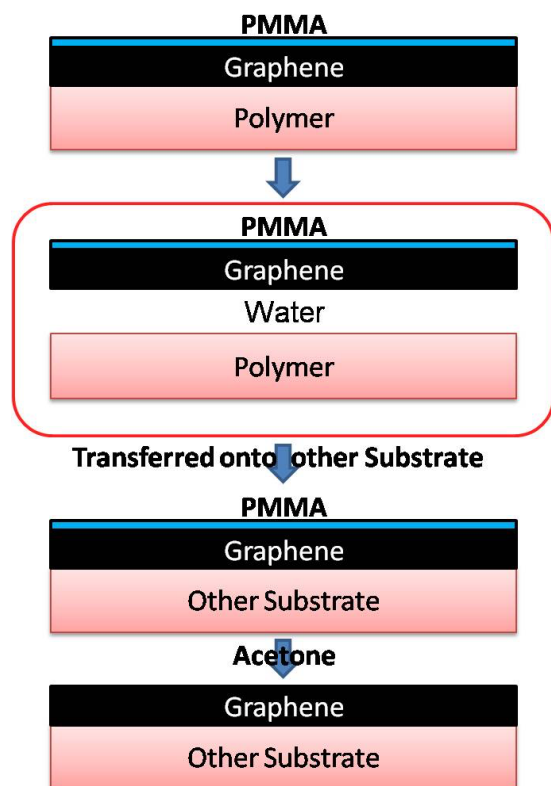 PMMA
Graphene
Polymer
PMMA
Graphene
Water
Polymer
Transferred onto other Substrate
PMMA
Graphene
Other Substrate
Acetone
Graphene
Other Substrate